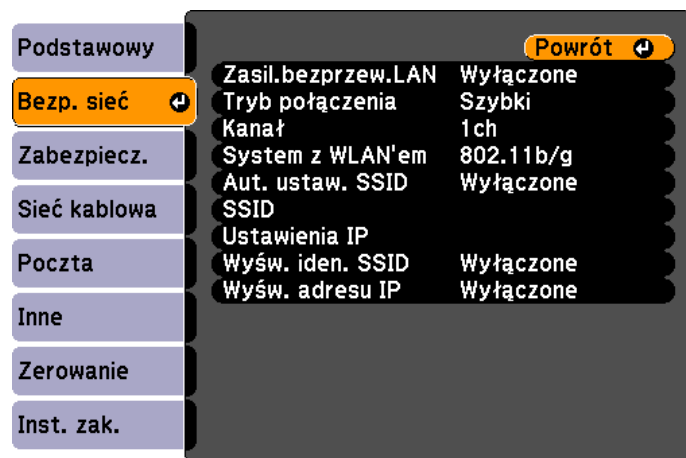 Podstawowy
Bezp. sieć
Zabezpiecz.
Sieć kablowa
Poczta
Inne
Zerowanie
Inst. zak.
Powrót
Zasil.bezprzew.LAN Wyłączone
Tryb połączenia Szybki
Kanał 1ch
System z WLAN'em 802.11b/g
Aut. ustaw. SSID Wyłączone
SSID
Ustawienia IP
Wyśw. iden. SSID Wyłączone
Wyśw. adresu IP Wyłączone